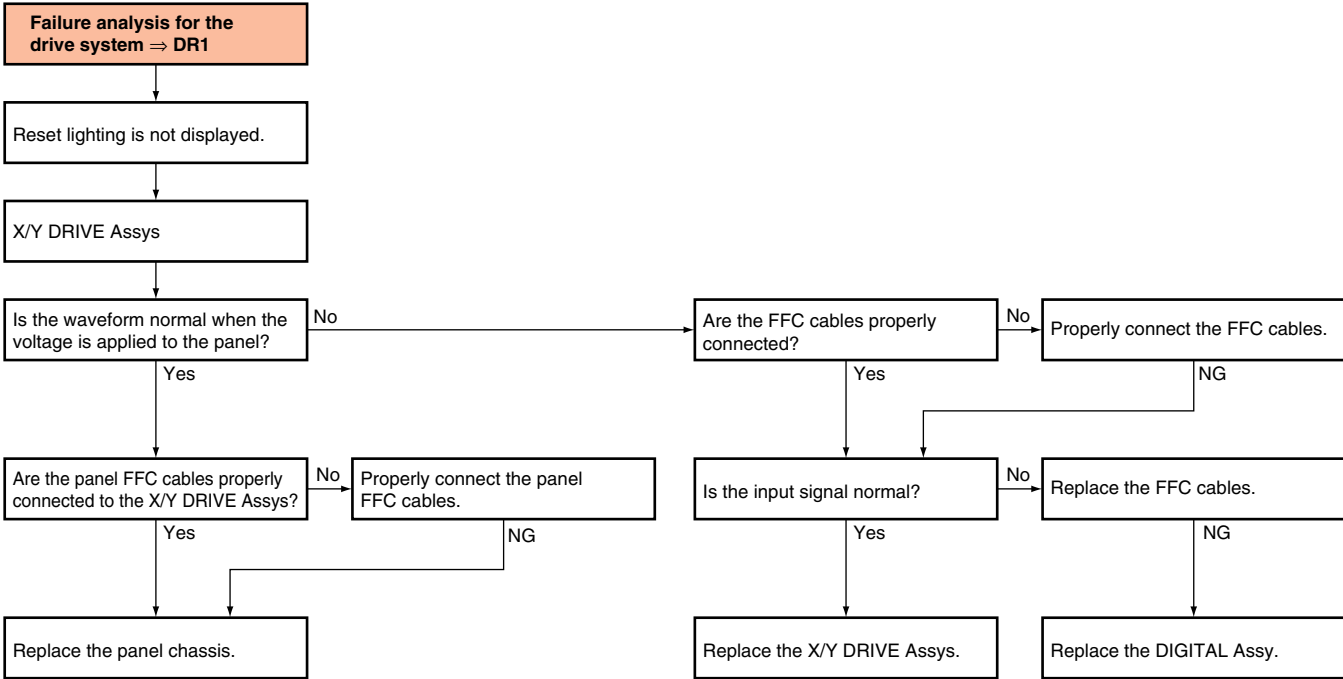 Failure analysis for the
drive system ⇒ DR1
Reset lighting is not displayed.
X/Y DRIVE Assys
Is the waveform normal when the
voltage is applied to the panel?
No
Yes
Are the FFC cables properly
connected?
No
Properly connect the FFC cables.
Yes
NG
Are the panel FFC cables properly
connected to the X/Y DRIVE Assys?
No
Properly connect the panel
FFC cables.
Yes
NG
Is the input signal normal?
No
Replace the FFC cables.
Yes
NG
Replace the panel chassis.
Replace the X/Y DRIVE Assys.
Replace the DIGITAL Assy.